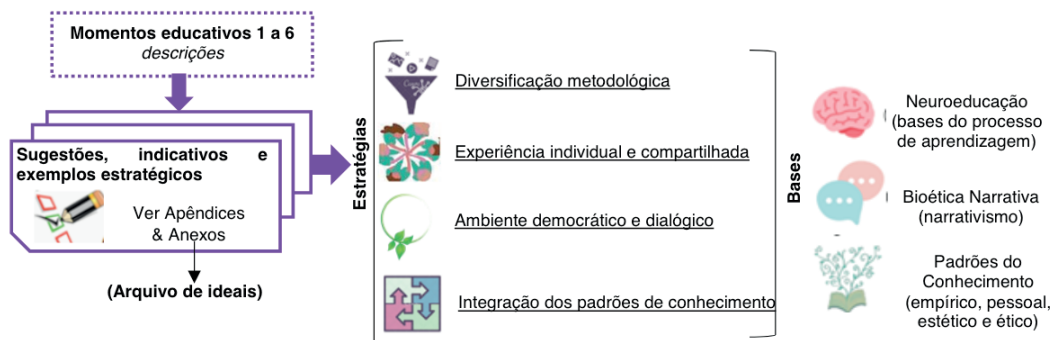 Momentos educativos 1 a 6
descrições
Sugestões, indicativos e
exemplos estratégicos
Ver Apêndices
& Anexos
(Arquivo de ideais)
Estratégias
Diversificação metodológica
Experiência individual e compartilhada
Ambiente democrático e dialógico
Integração dos padrões de conhecimento
Bases
Neuroeducação
(bases do processo
de aprendizagem)
Bioética Narrativa
(narrativismo)
Padrões do
Conhecimento
(empírico, pessoal,
estético e ético)